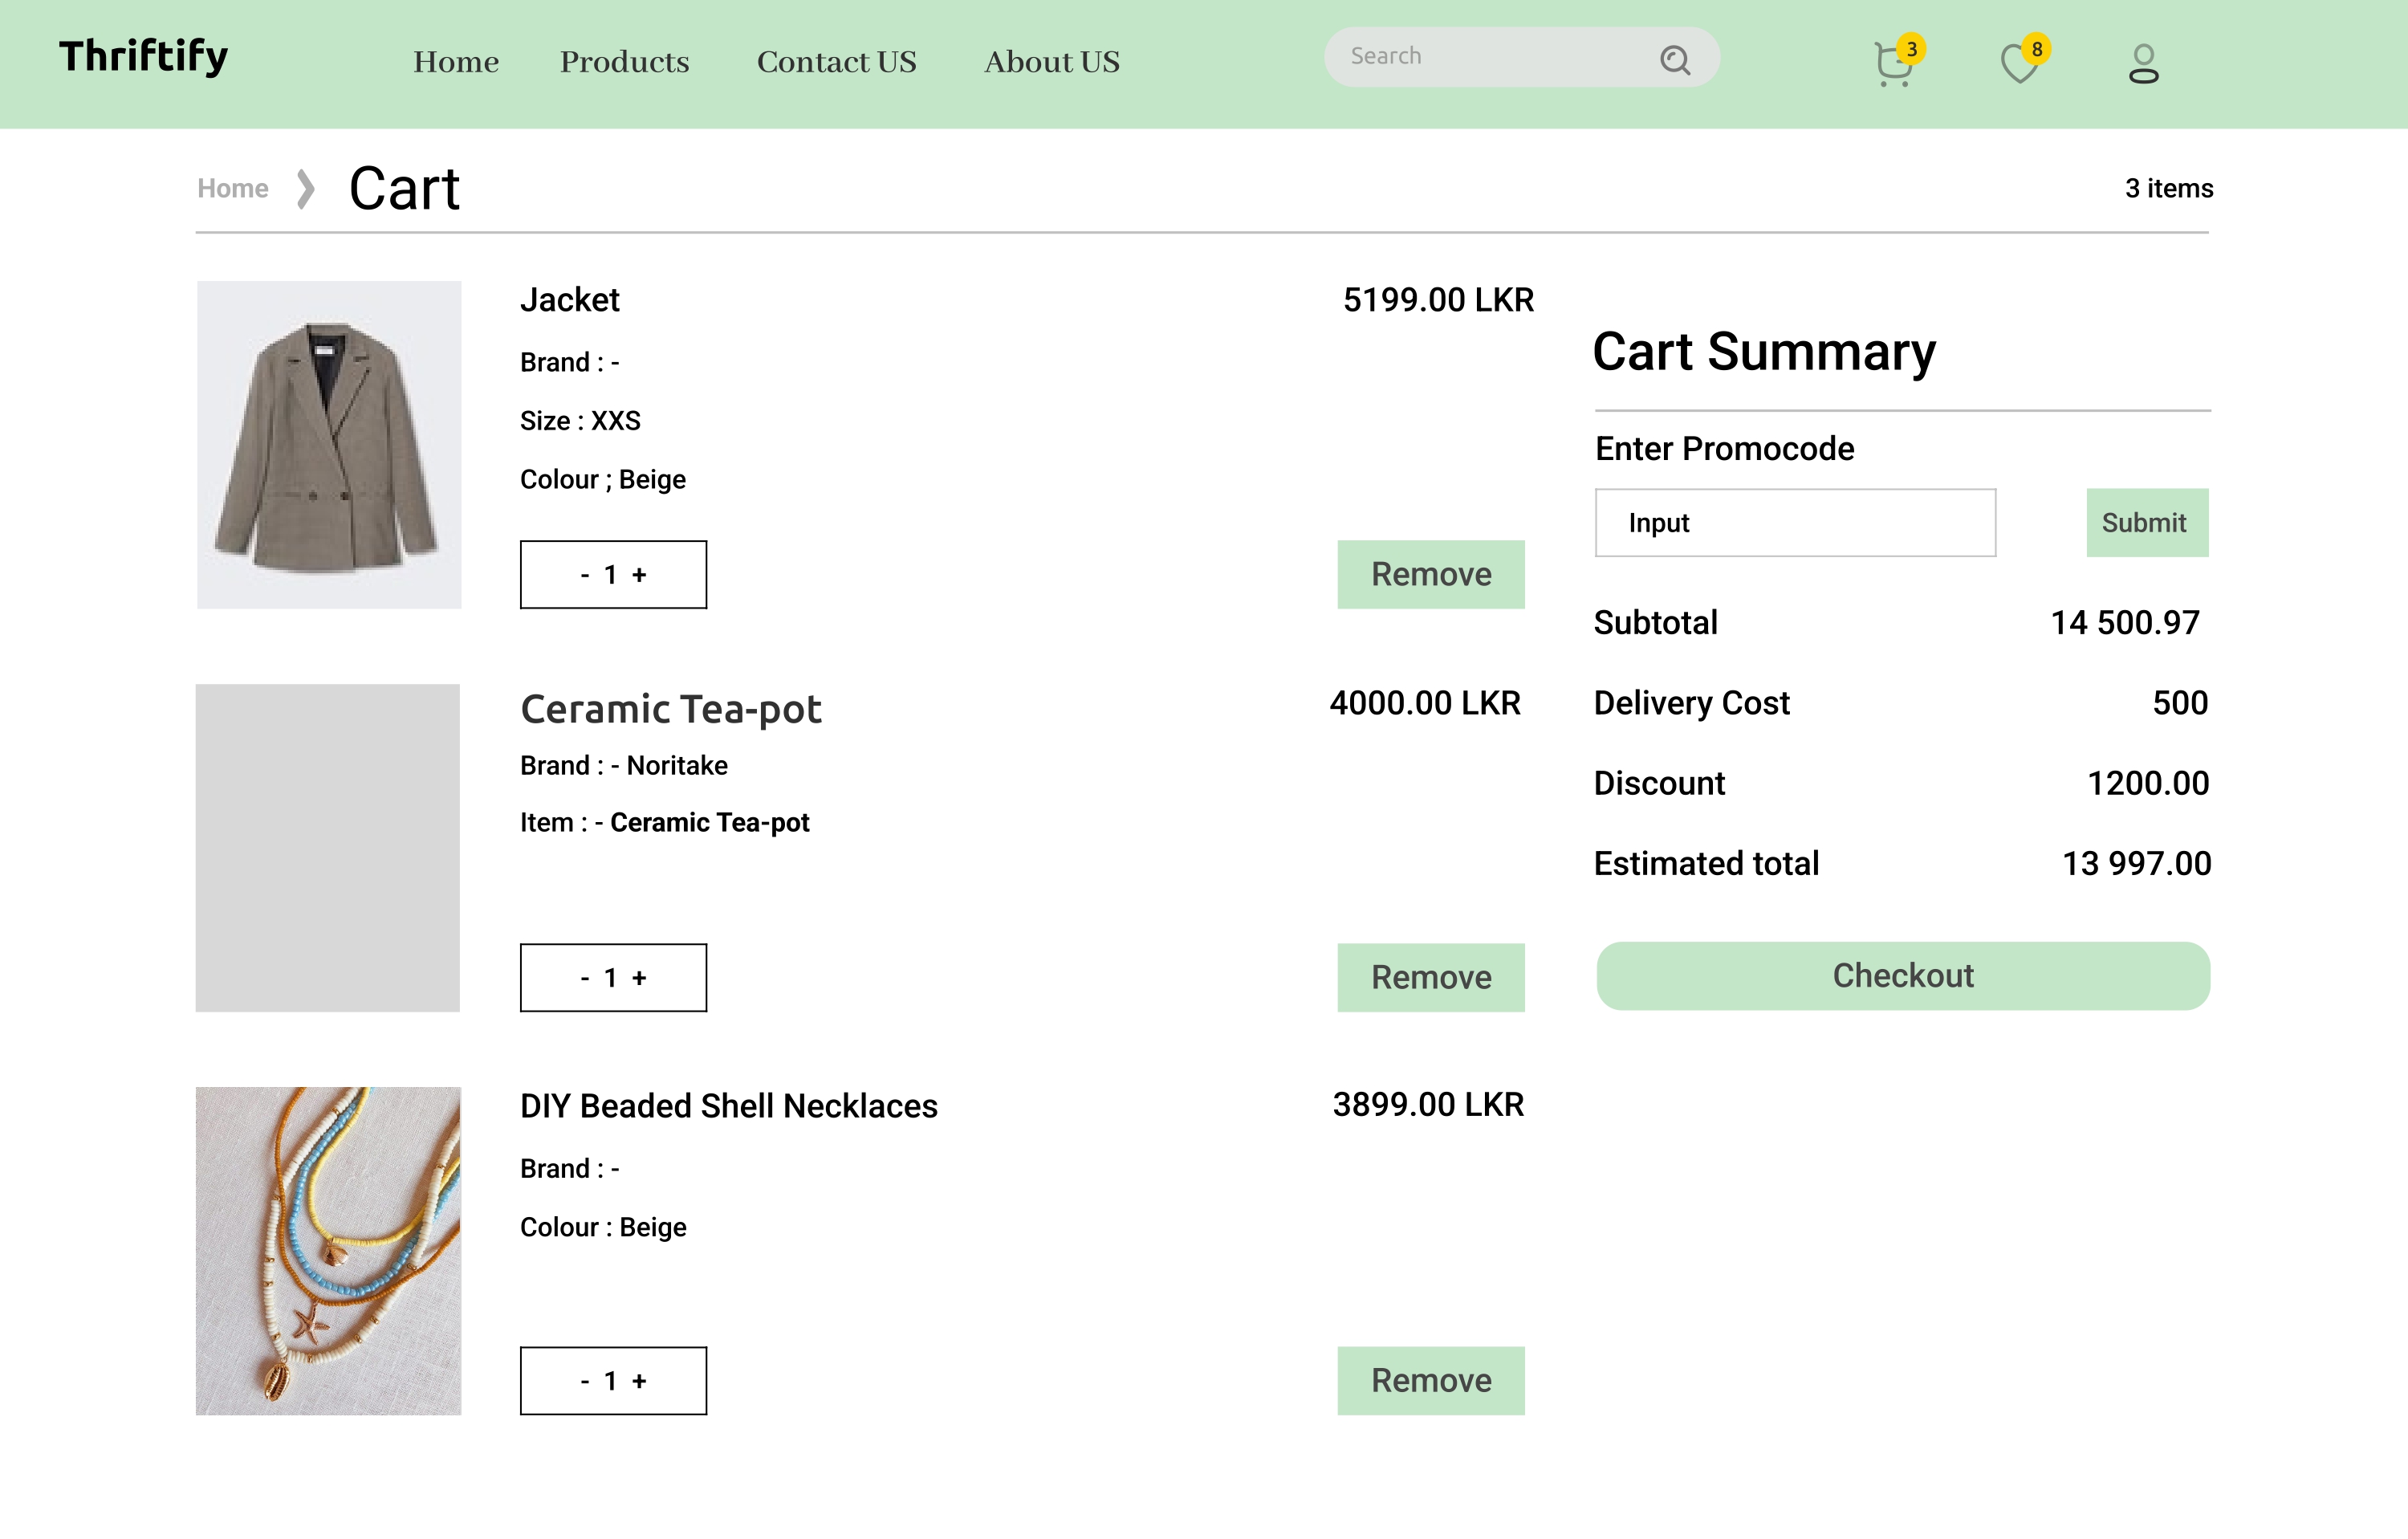 Thriftify
Home Products Contact US About US
Search
3
8
Home ❯ Cart
3 items
Jacket
5199.00 LKR
Brand : -
Size : XXS
Colour ; Beige
- 1 +
Remove
Ceramic Tea-pot
4000.00 LKR
Brand : - Noritake
Item : - Ceramic Tea-pot
- 1 +
Remove
DIY Beaded Shell Necklaces
3899.00 LKR
Brand : -
Colour : Beige
- 1 +
Remove
Cart Summary
Enter Promocode
Input
Submit
Subtotal 14 500.97
Delivery Cost 500
Discount 1200.00
Estimated total 13 997.00
Checkout